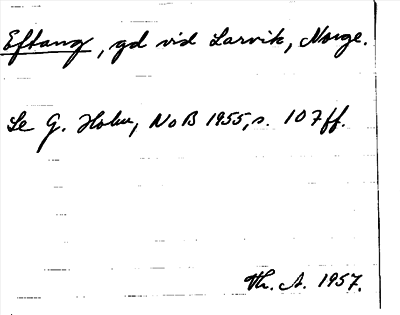 Eftang, gd vid Larvik, Norge.
Se G. Holm, NoB 1955, s. 107ff.
Th. A. 1957.